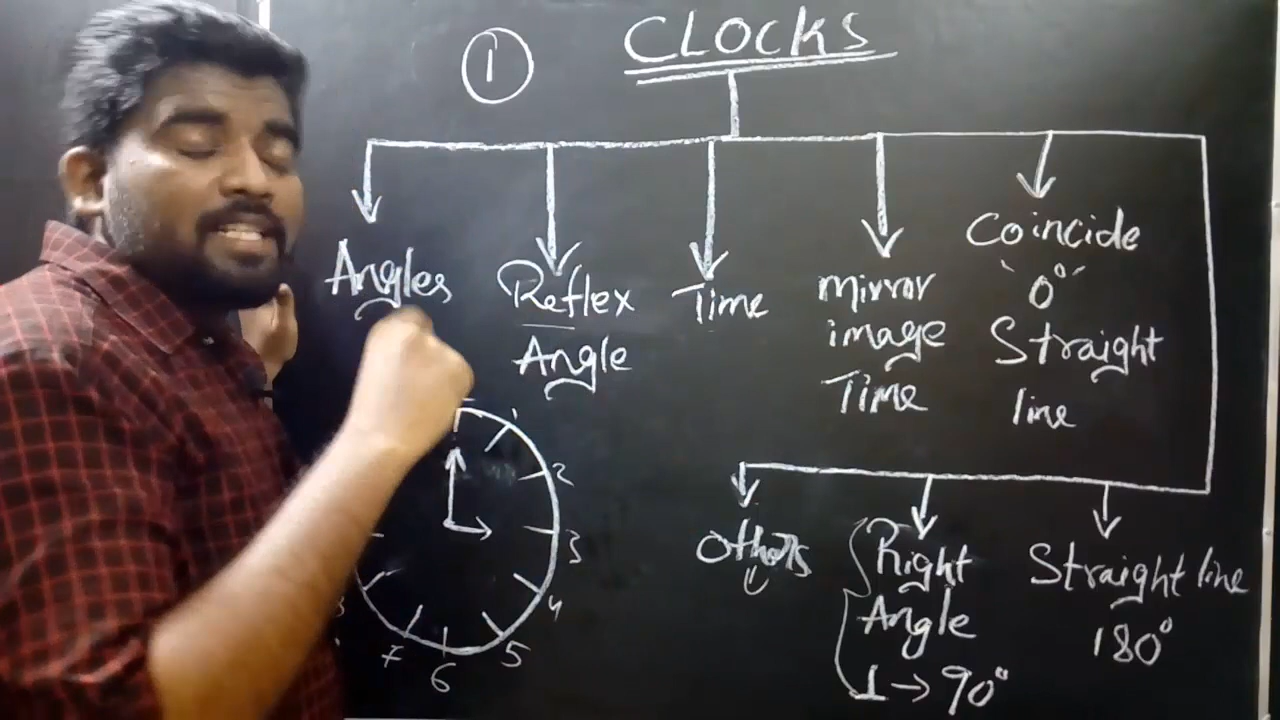 1
CLOCKS
Angles
Reflex
Angle
Time
Mirror
image
Time
Coincide
"0°"
Straight
line
1
2
3
4
5
6
7
8
Others
Right
Angle
⊥ → 90°
Straight line
180°